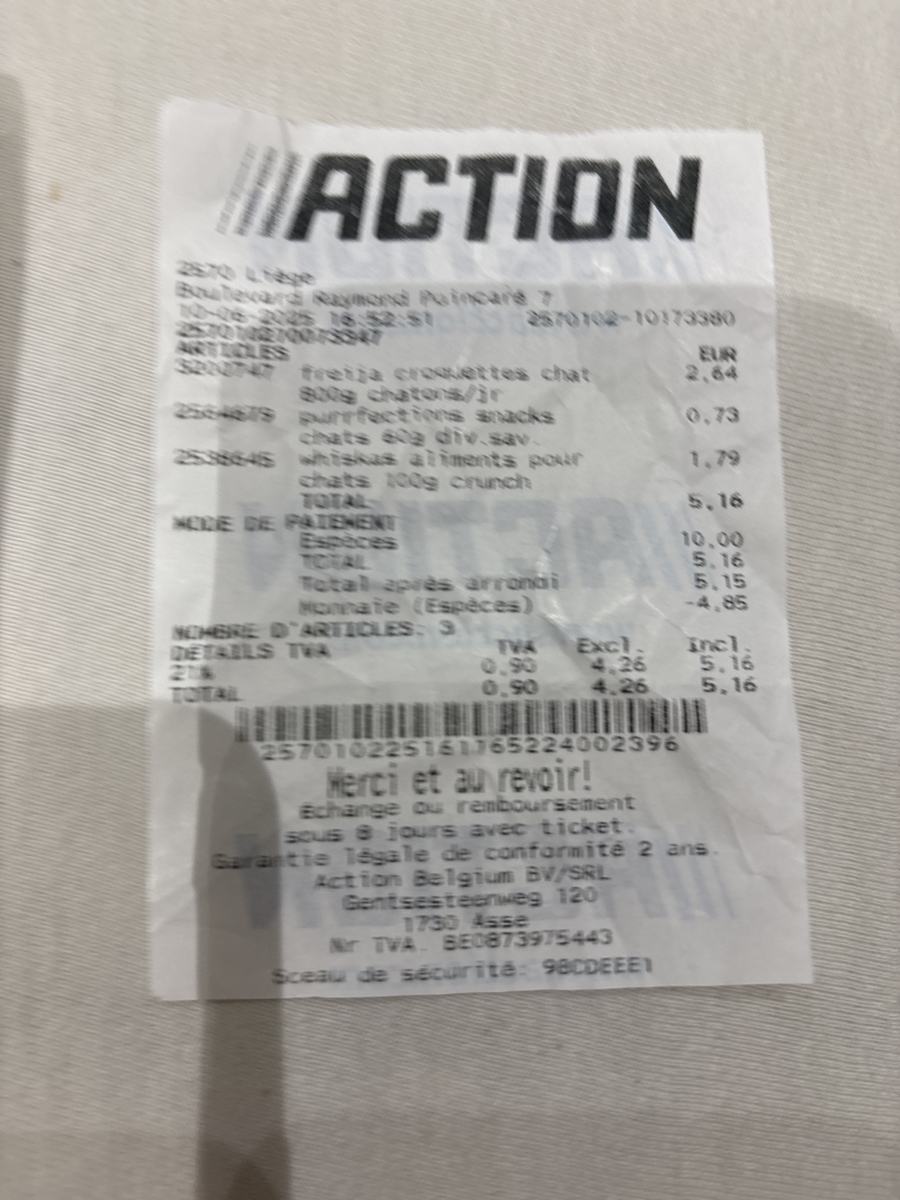 ACTION
2570 Liège
Boulevard Raymond Poincaré 7
10-06-2025 16:52:51 2570102-10173380
ARTICLES EUR
3202747 freija croquettes chat 2,64
800g chatons/jr
2564679 purrfections snacks 0,73
chats 60g div.sav.
2538645 whiskas aliments pour 1,79
chats 100g crunch
TOTAL 5,16
MODE DE PAIEMENT
Espèces 10,00
TOTAL 5,16
Total après arrondi 5,15
Monnaie (Espèces) -4,85
NOMBRE D'ARTICLES: 3
DETAILS TVA TVA Excl. Incl.
21% 0,90 4,26 5,16
TOTAL 0,90 4,26 5,16
Merci et au revoir!
Echange ou remboursement
sous 8 jours avec ticket.
Garantie légale de conformité 2 ans.
Action Belgium BV/SRL
Gentsesteenweg 120
1730 Asse
Nr TVA. BE0873975443
Sceau de sécurité: 98CDEEE1